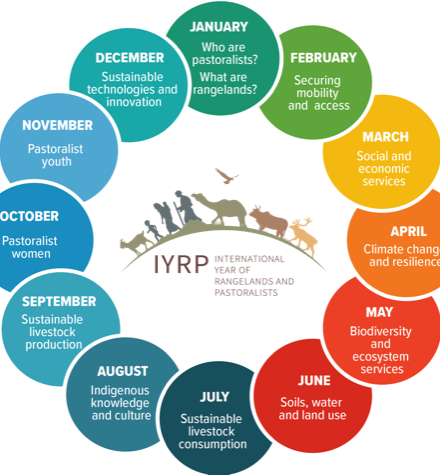 JANUARY
Who are
pastoralists?
What are
rangelands?
FEBRUARY
Securing
mobility
and access
MARCH
Social and
economic
services
APRIL
Climate chang
and resilience
MAY
Biodiversity
and
ecosystem
services
JUNE
Soils, water
and land use
JULY
Sustainable
livestock
consumption
AUGUST
Indigenous
knowledge
and culture
SEPTEMBER
Sustainable
livestock
production
OCTOBER
Pastoralist
women
NOVEMBER
Pastoralist
youth
DECEMBER
Sustainable
technologies and
innovation
IYRP
INTERNATIONAL
YEAR OF
RANGELANDS AND
PASTORALISTS